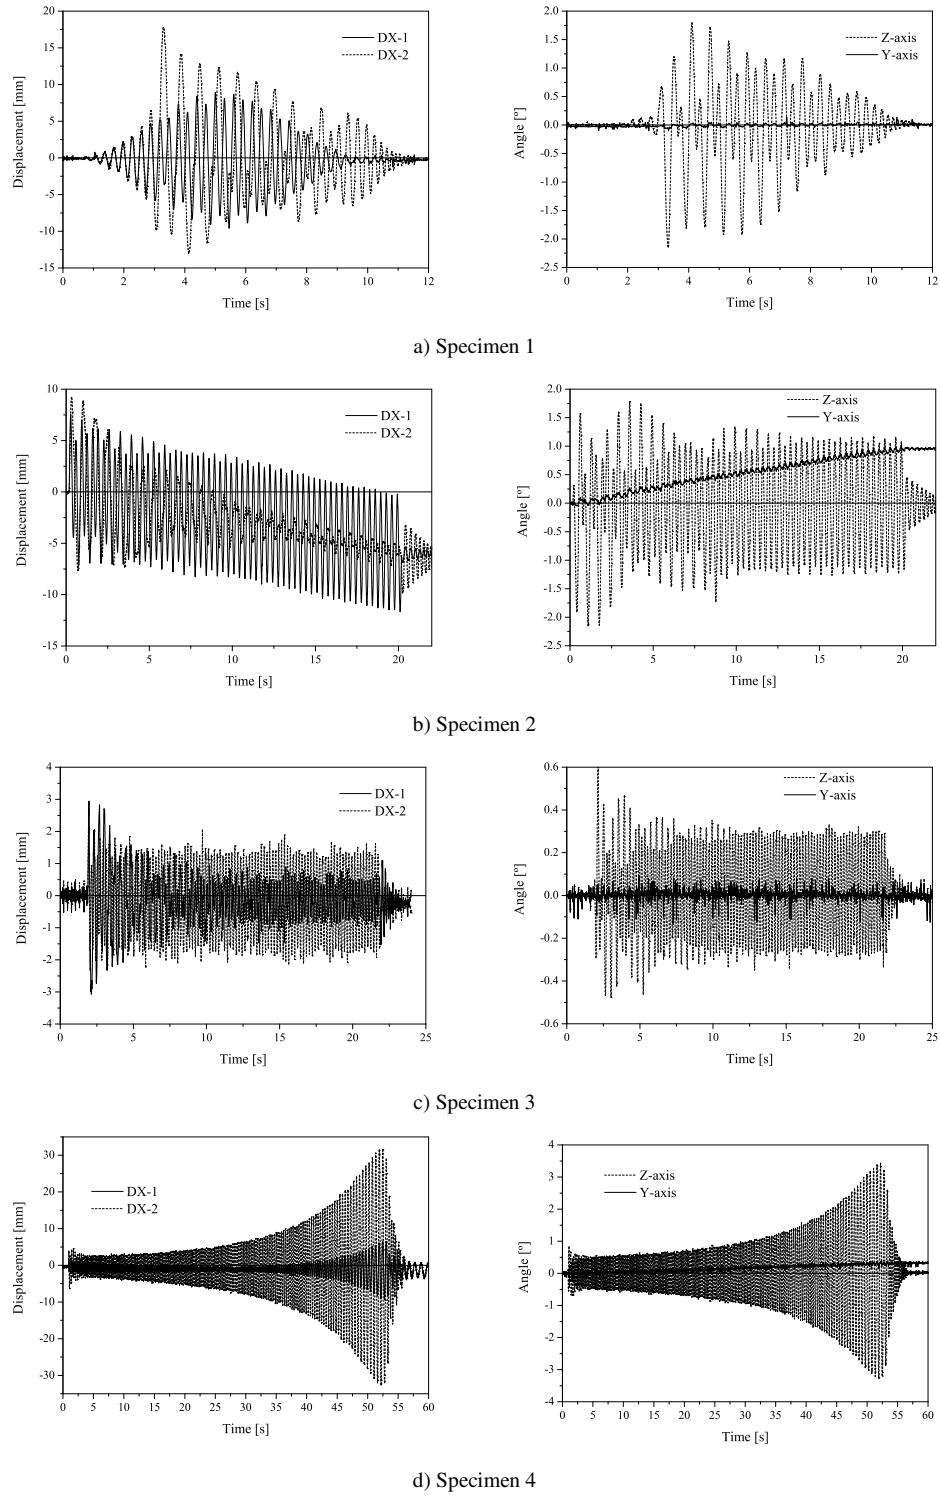 20
15
10
5
0
-5
-10
-15
0 2 4 6 8 10 12
Displacement [mm]
Time [s]
DX-1
DX-2
2.0
1.5
1.0
0.5
0.0
-0.5
-1.0
-1.5
-2.0
-2.5
0 2 4 6 8 10 12
Angle [º]
Time [s]
Z-axis
Y-axis
a) Specimen 1
10
5
0
-5
-10
-15
0 5 10 15 20
Displacement [mm]
Time [s]
DX-1
DX-2
2.0
1.5
1.0
0.5
0.0
-0.5
-1.0
-1.5
-2.0
-2.5
0 5 10 15 20
Angle [º]
Time [s]
Z-axis
Y-axis
b) Specimen 2
4
3
2
1
0
-1
-2
-3
-4
0 5 10 15 20 25
Displacement [mm]
Time [s]
DX-1
DX-2
0.6
0.4
0.2
0.0
-0.2
-0.4
-0.6
0 5 10 15 20 25
Angle [º]
Time [s]
Z-axis
Y-axis
c) Specimen 3
30
20
10
0
-10
-20
-30
0 5 10 15 20 25 30 35 40 45 50 55 60
Displacement [mm]
Time [s]
DX-1
DX-2
4
3
2
1
0
-1
-2
-3
-4
0 5 10 15 20 25 30 35 40 45 50 55 60
Angle [º]
Time [s]
Z-axis
Y-axis
d) Specimen 4